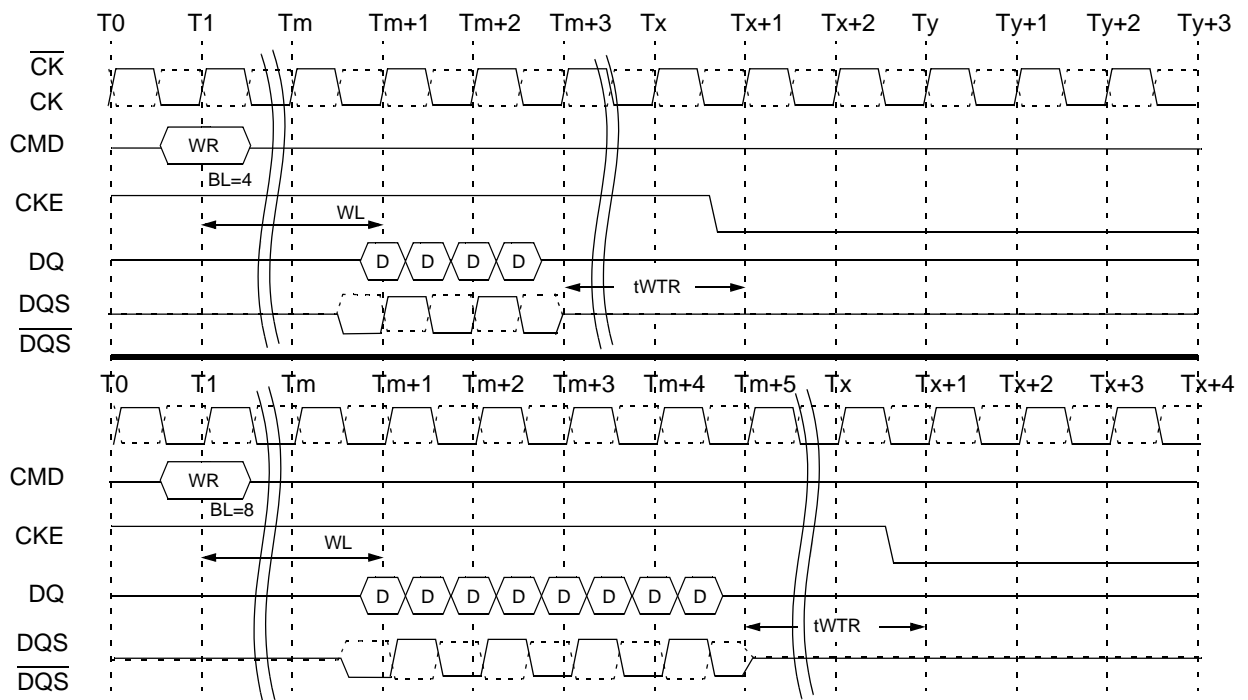 T0 T1 Tm Tm+1 Tm+2 Tm+3 Tx Tx+1 Tx+2 Ty Ty+1 Ty+2 Ty+3
CK
CK
CMD WR
BL=4
CKE
WL
DQ D D D D
tWTR
DQS
DQS
T0 T1 Tm Tm+1 Tm+2 Tm+3 Tm+4 Tm+5 Tx Tx+1 Tx+2 Tx+3 Tx+4
CMD WR
BL=8
CKE
WL
DQ D D D D D D D D
tWTR
DQS
DQS